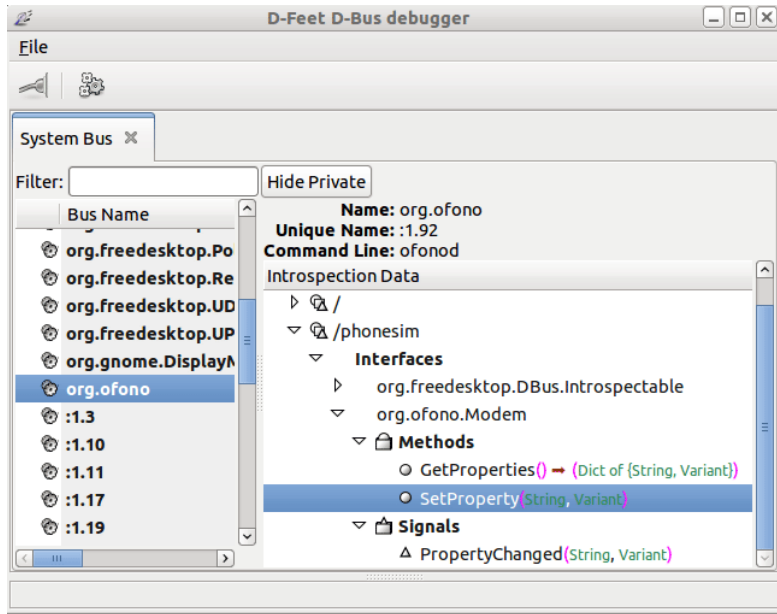 D-Feet D-Bus debugger
File
System Bus
Filter:
Hide Private
Bus Name
org.freedesktop.Po
org.freedesktop.Re
org.freedesktop.UD
org.freedesktop.UP
org.gnome.DisplayM
org.ofono
:1.3
:1.10
:1.11
:1.17
:1.19
Name: org.ofono
Unique Name: :1.92
Command Line: ofonod
Introspection Data
/
/phonesim
Interfaces
org.freedesktop.DBus.Introspectable
org.ofono.Modem
Methods
GetProperties() ➡ (Dict of {String, Variant})
SetProperty(String, Variant)
Signals
PropertyChanged(String, Variant)